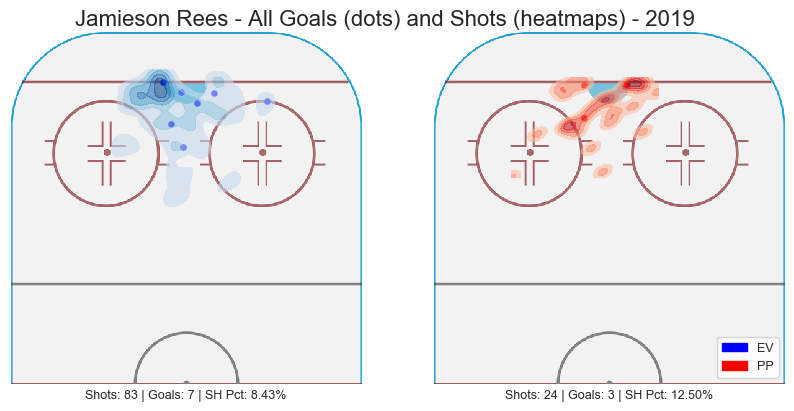 Jamieson Rees - All Goals (dots) and Shots (heatmaps) - 2019
EV
PP
Shots: 83 | Goals: 7 | SH Pct: 8.43%
Shots: 24 | Goals: 3 | SH Pct: 12.50%